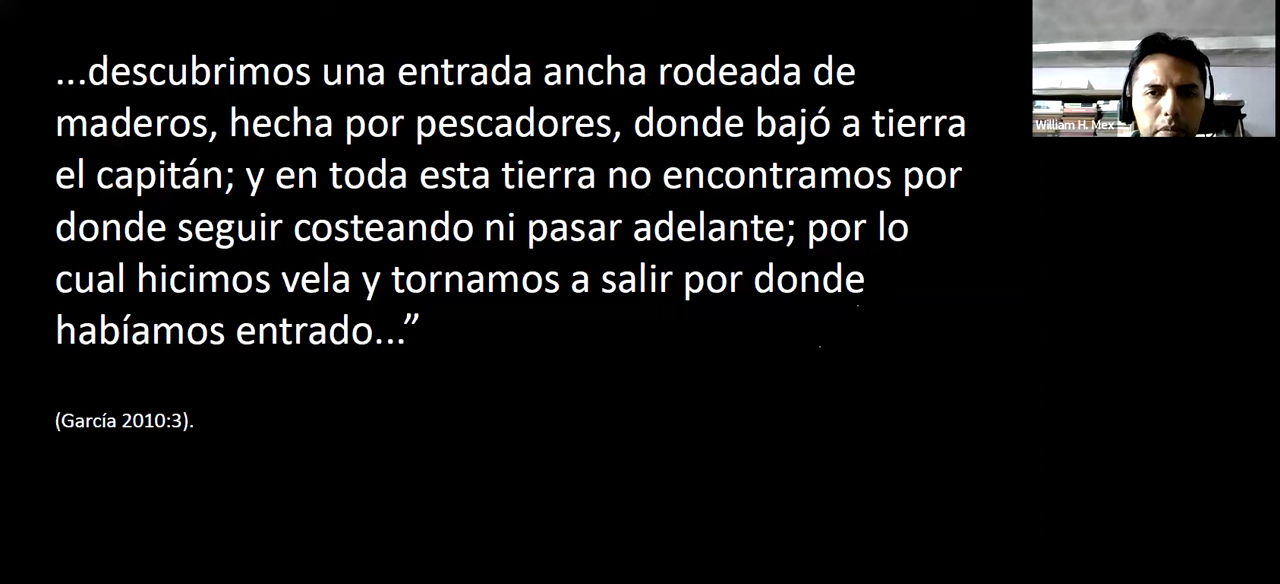 ...descubrimos una entrada ancha rodeada de
maderos, hecha por pescadores, donde bajó a tierra
el capitán; y en toda esta tierra no encontramos por
donde seguir costeando ni pasar adelante; por lo
cual hicimos vela y tornamos a salir por donde
habíamos entrado...”
(García 2010:3).
William H. Mex